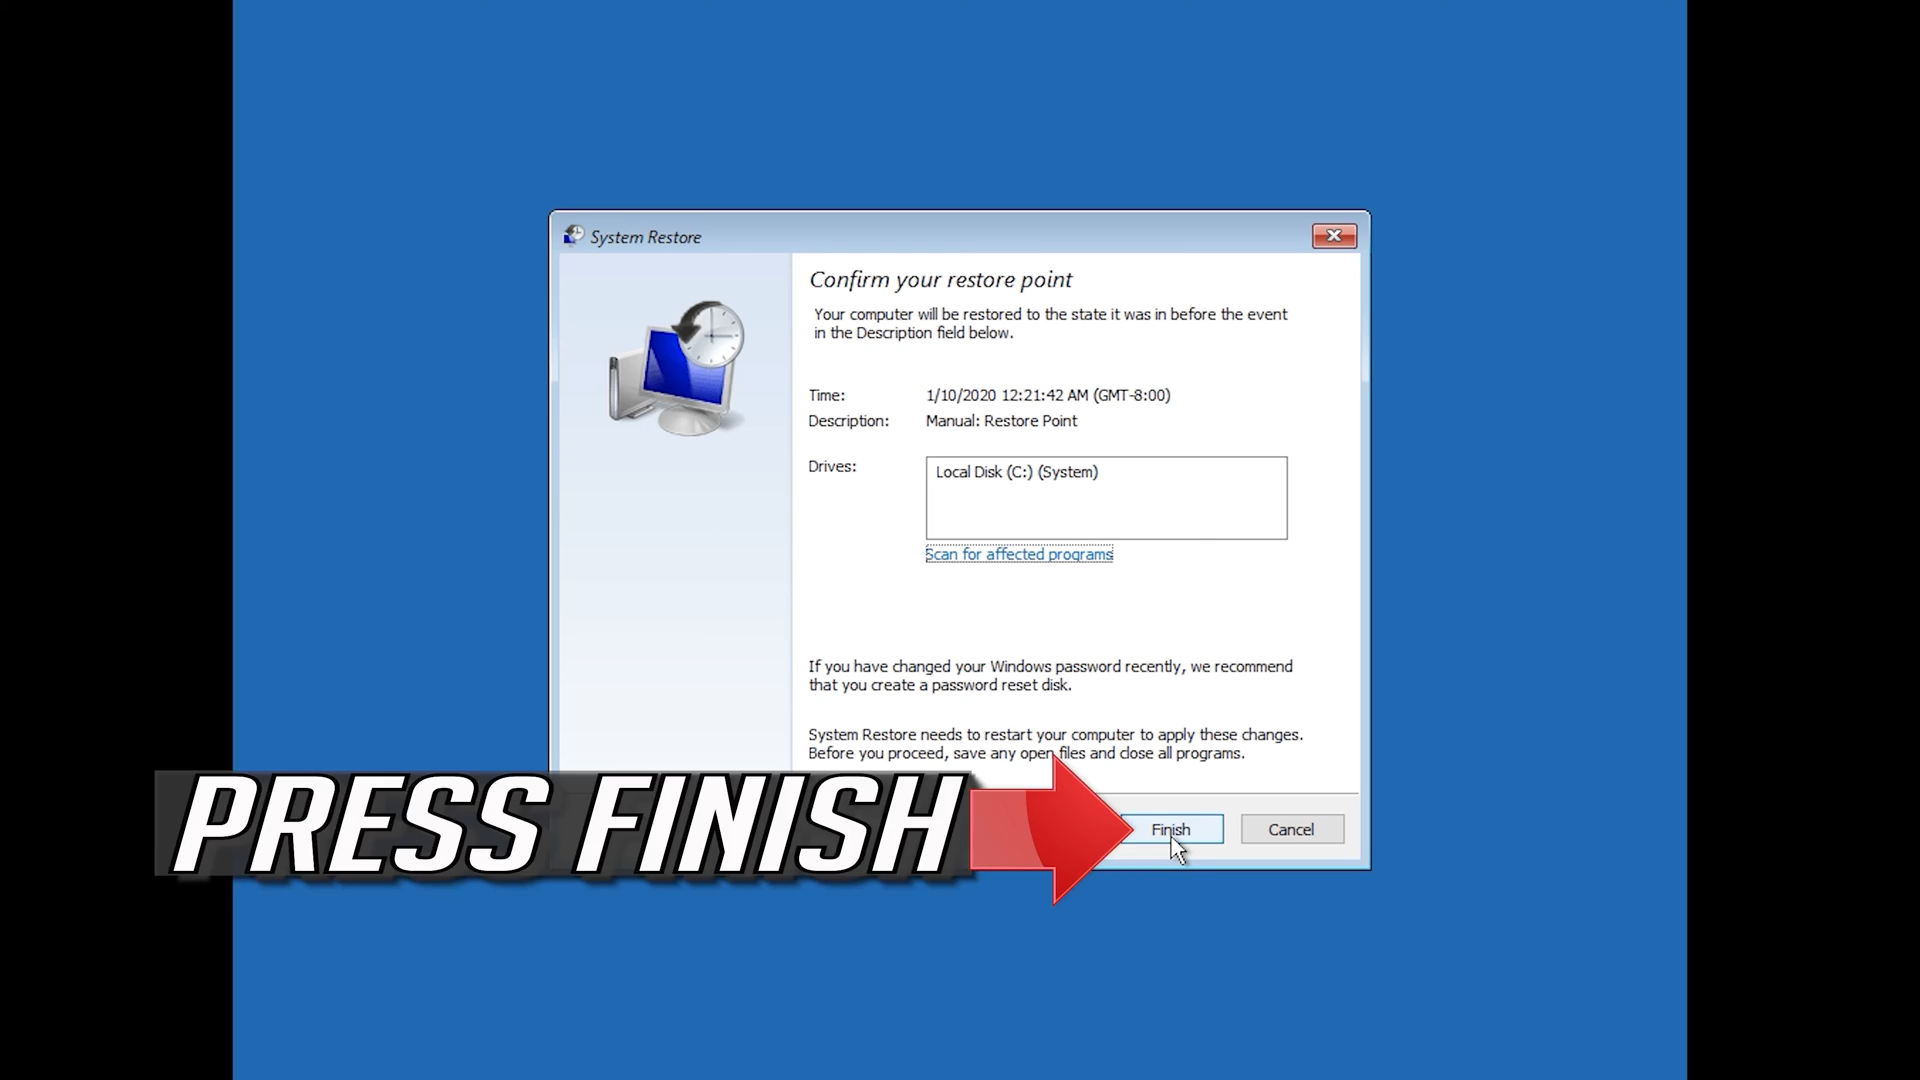 System Restore
Confirm your restore point
Your computer will be restored to the state it was in before the event
in the Description field below.
Time: 1/10/2020 12:21:42 AM (GMT-8:00)
Description: Manual: Restore Point
Drives: Local Disk (C:) (System)
Scan for affected programs
If you have changed your Windows password recently, we recommend
that you create a password reset disk.
System Restore needs to restart your computer to apply these changes.
Before you proceed, save any open files and close all programs.
PRESS FINISH
Finish Cancel